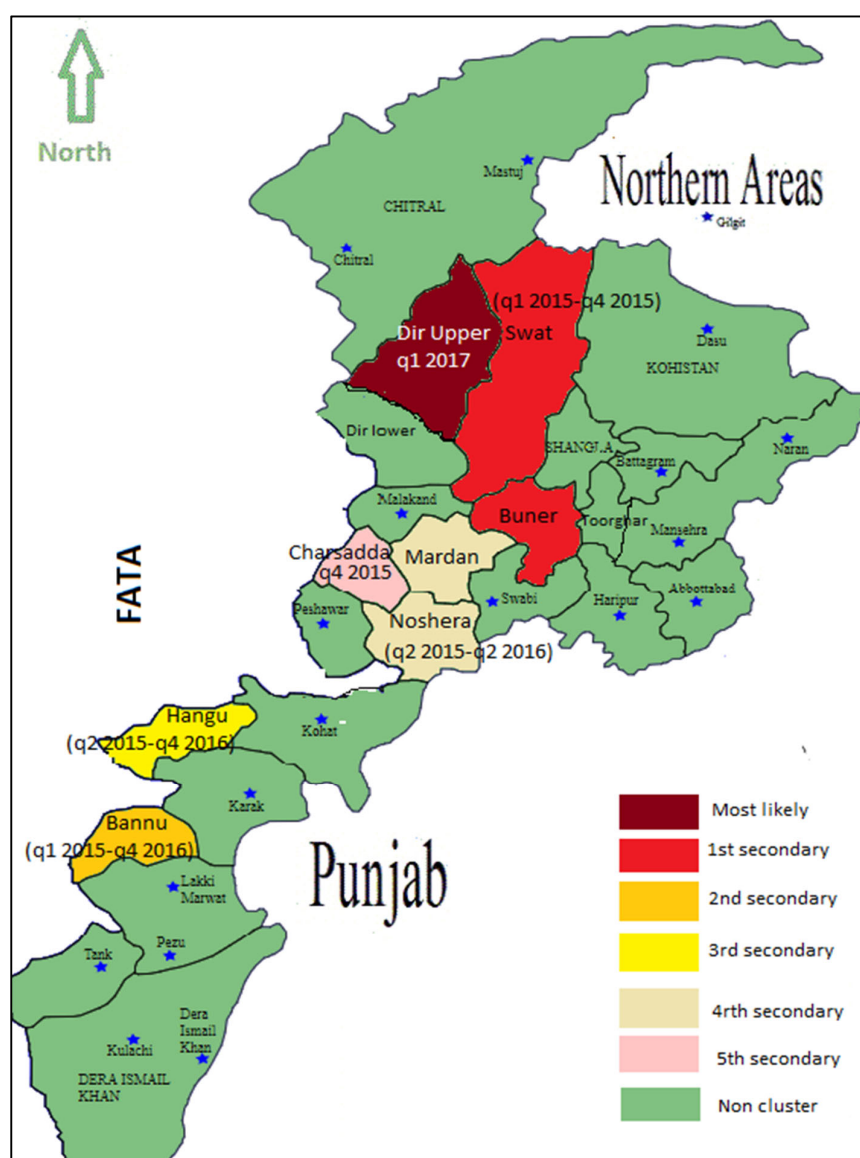 North
Mastuj
Northern Areas
Gilgit
CHITRAL
Chitral
(q1 2015-q4 2015)
Dir Upper
q1 2017
Swat
Dasu
KOHISTAN
Dir lower
SHANGLA
Battagram
Naran
Malakand
Buner
Toorghar
Mansehra
Charsadda
q4 2015
Mardan
FATA
Peshawar
Swabi
Haripur
Abbottabad
Noshera
(q2 2015-q2 2016)
Hangu
(q2 2015-q4 2016)
Kohat
Karak
Bannu
(q1 2015-q4 2016)
Punjab
Lakki
Marwat
Tank
Pezu
Dera
Ismail
Khan
Kulachi
DERA ISMAIL
KHAN
Most likely
1st secondary
2nd secondary
3rd secondary
4rth secondary
5th secondary
Non cluster